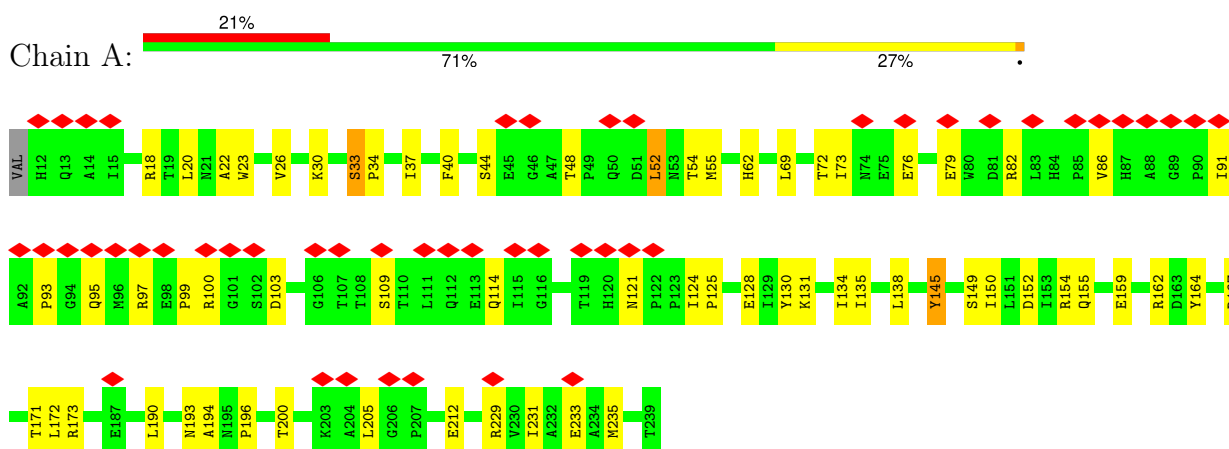 21%
Chain A:
71% 27% •
VAL H12 Q13 A14 I15 R18 T19 L20 N21 A22 W23 V26 K30 S33 P34 I37 F40 S44 E45 G46 A47 T48 P49 Q50 D51 L52 N53 T54 M55 H62 L69 T72 I73 N74 E75 E76 E79 W80 D81 R82 L83 H84 P85 V86 H87 A88 G89 P90 I91
A92 P93 G94 Q95 M96 R97 E98 P99 R100 G101 S102 D103 G106 T107 T108 S109 T110 L111 Q112 E113 Q114 I115 G116 T119 H120 N121 P122 P123 I124 P125 E128 I129 Y130 K131 I134 I135 L138 Y145 S149 I150 L151 D152 I153 R154 Q155 E159 R162 D163 Y164
T171 L172 R173 E187 L190 N193 A194 N195 P196 T200 K203 A204 L205 G206 P207 E212 R229 V230 I231 A232 E233 A234 M235 T239